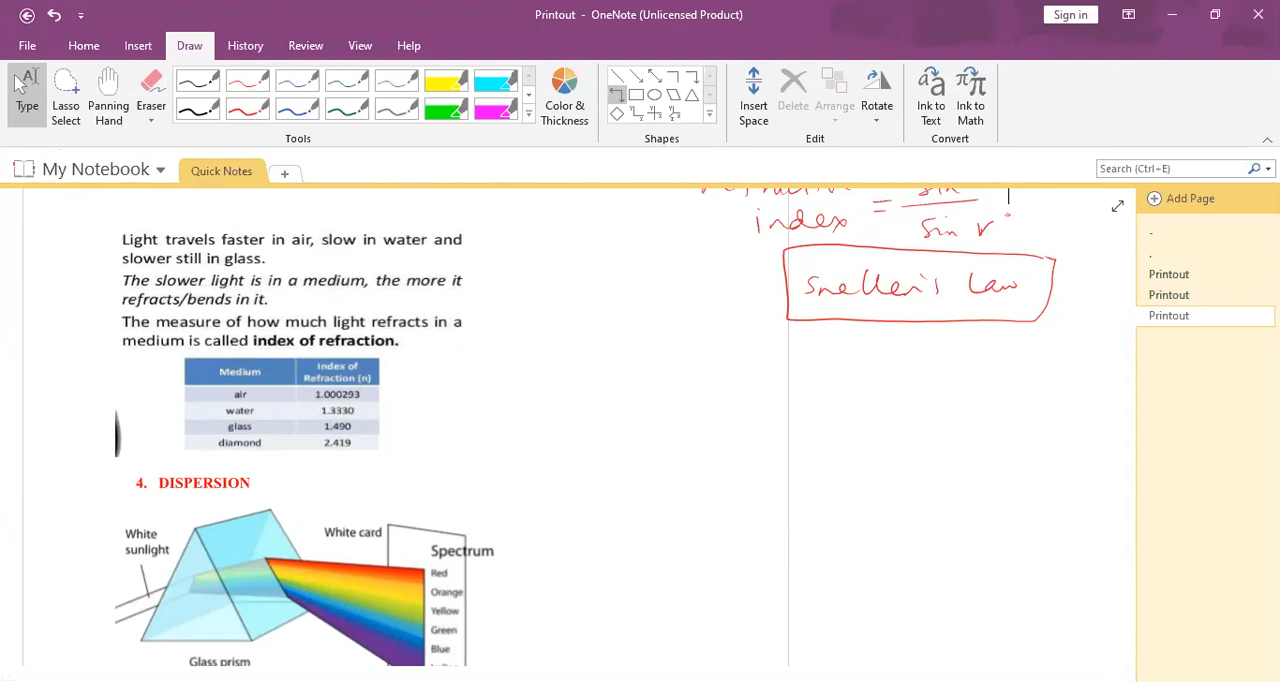 Printout - OneNote (Unlicensed Product)
Sign in
File Home Insert Draw History Review View Help
Type
Lasso Select
Panning Hand
Eraser
Color & Thickness
Insert Space
Delete
Arrange
Rotate
Ink to Text
Ink to Math
Tools
Shapes
Edit
Convert
My Notebook
Quick Notes
Search (Ctrl+E)
Add Page
-
.
Printout
Printout
Printout
Light travels faster in air, slow in water and
slower still in glass.
The slower light is in a medium, the more it
refracts/bends in it.
The measure of how much light refracts in a
medium is called index of refraction.
Medium Index of Refraction [n]
air 1.000293
water 1.3330
glass 1.490
diamond 2.419
4. DISPERSION
White sunlight
White card
Spectrum
Red
Orange
Yellow
Green
Blue
Glass prism
index = sin r
Sneller's Law